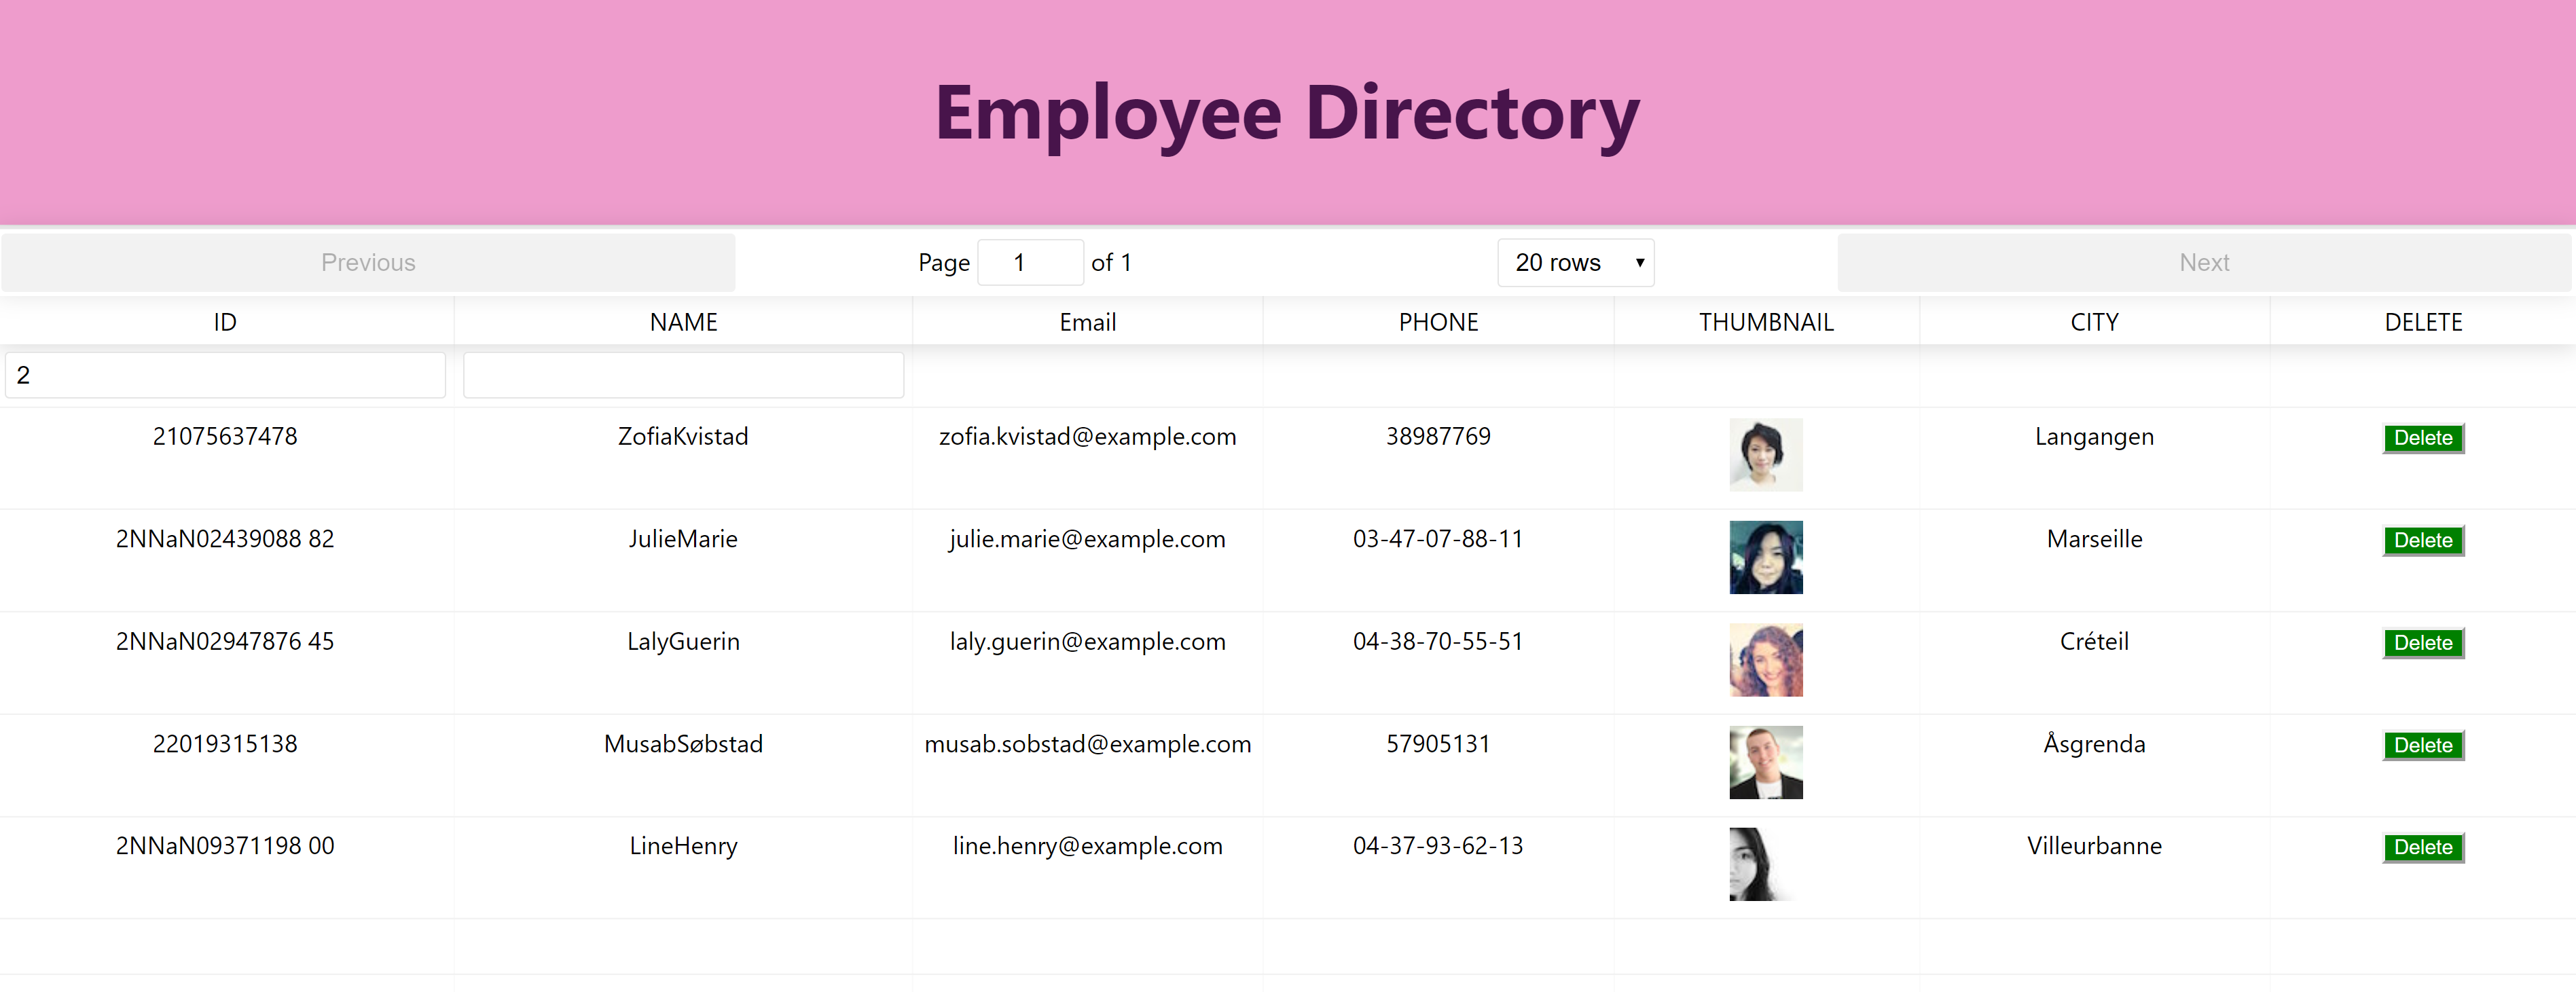 Employee Directory
Previous Page 1 of 1 20 rows Next
ID NAME Email PHONE THUMBNAIL CITY DELETE
2
21075637478 ZofiaKvistad zofia.kvistad@example.com 38987769 Langangen Delete
2NNaN02439088 82 JulieMarie julie.marie@example.com 03-47-07-88-11 Marseille Delete
2NNaN02947876 45 LalyGuerin laly.guerin@example.com 04-38-70-55-51 Créteil Delete
22019315138 MusabSøbstad musab.sobstad@example.com 57905131 Åsgrenda Delete
2NNaN09371198 00 LineHenry line.henry@example.com 04-37-93-62-13 Villeurbanne Delete